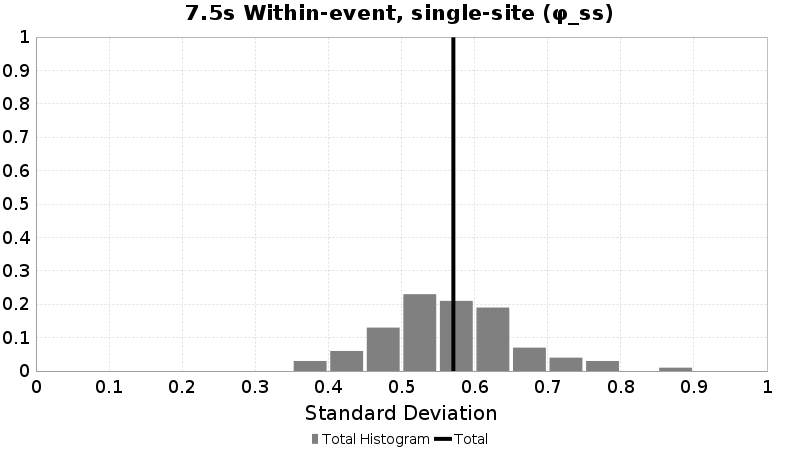 7.5s Within-event, single-site (φ_ss)
1
0.9
0.8
0.7
0.6
0.5
0.4
0.3
0.2
0.1
0
0 0.1 0.2 0.3 0.4 0.5 0.6 0.7 0.8 0.9 1
Standard Deviation
Total Histogram Total